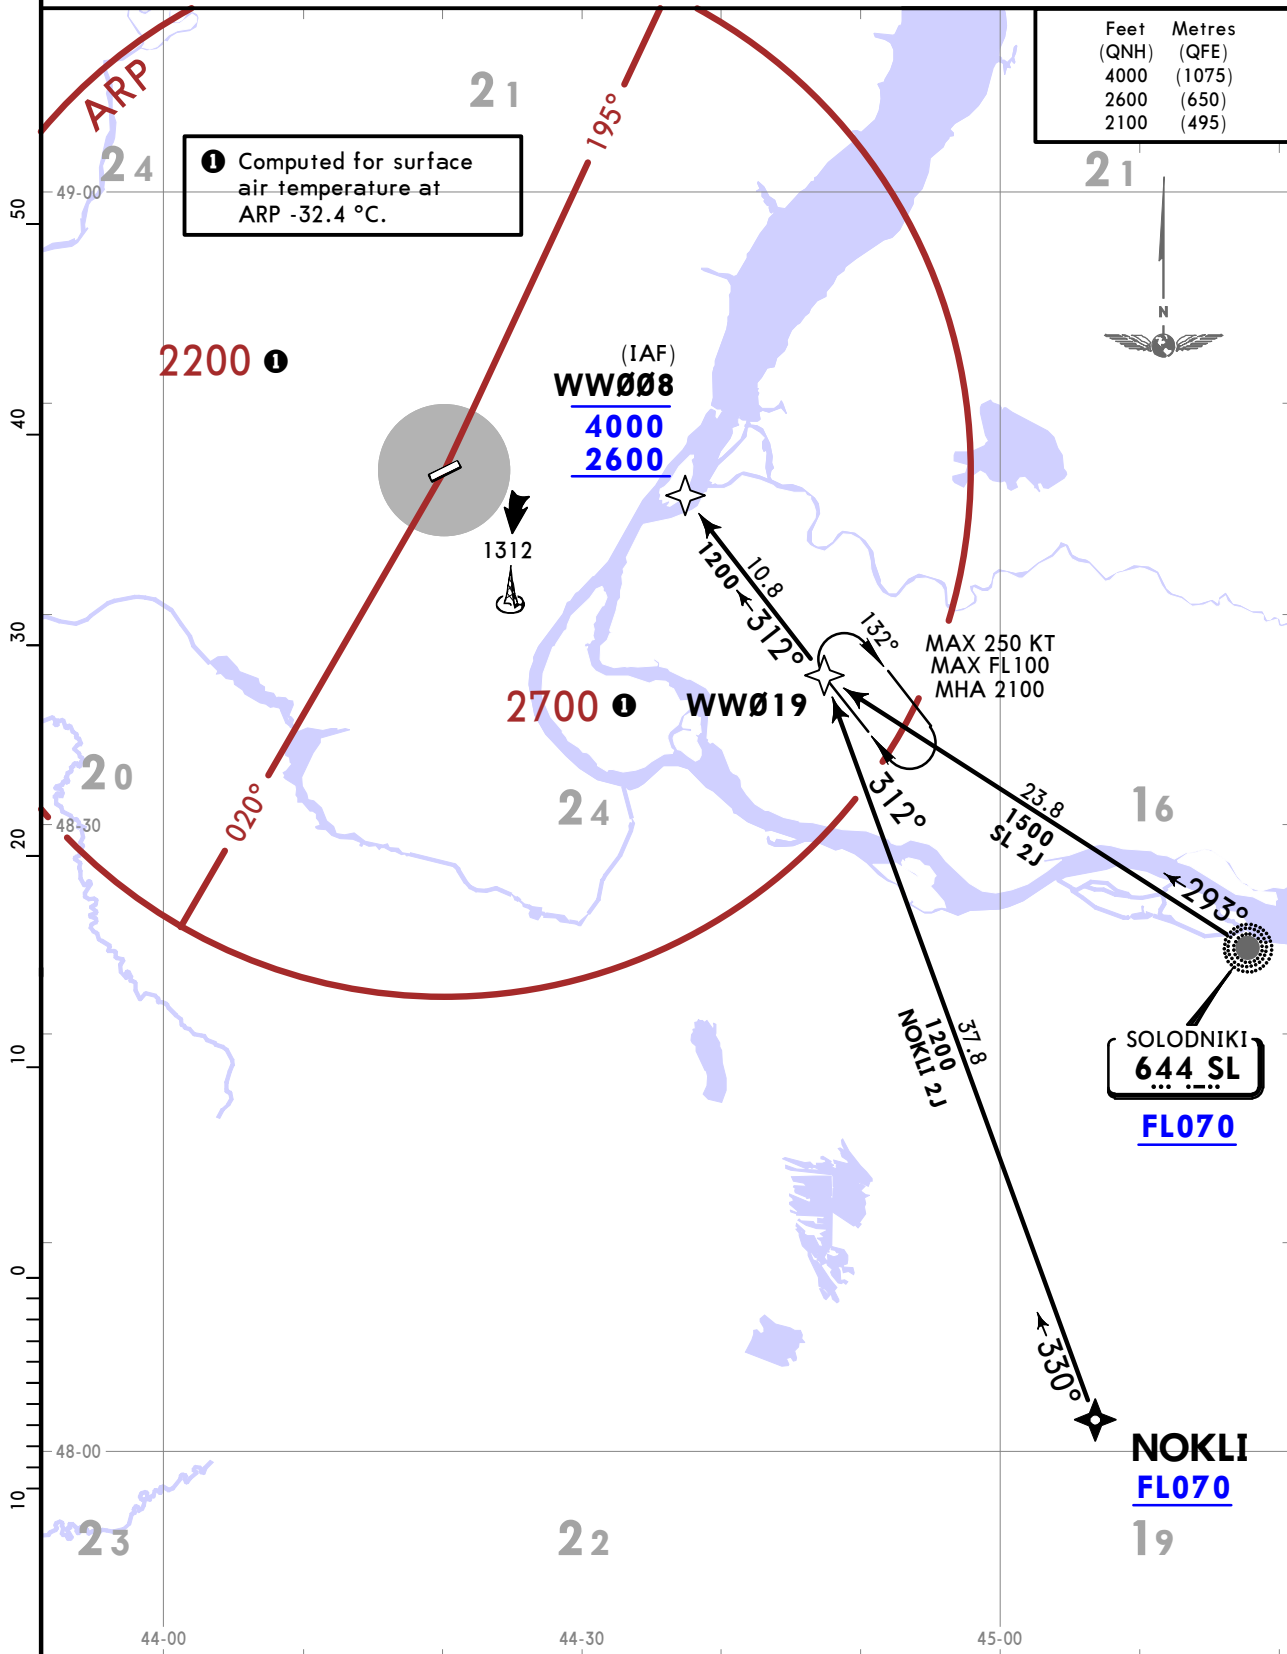 Feet Metres
(QNH) (QFE)
4000 (1075)
2600 (650)
2100 (495)
ARP
21
195°
24
❶ Computed for surface
air temperature at
ARP -32.4 °C.
21
49-00
50
N
2200 ❶
(IAF)
WWØØ8
4000
2600
40
1312
10.8
1200
312°
132°
30
MAX 250 KT
MAX FL100
MHA 2100
2700 ❶
WWØ19
20
24
312°
23.8
1500
SL 2J
16
020°
48-30
20
293°
37.8
1200
NOKLI 2J
SOLODNIKI
644 SL
FL070
10
0
330°
NOKLI
FL070
48-00
10
23
22
19
44-00
44-30
45-00